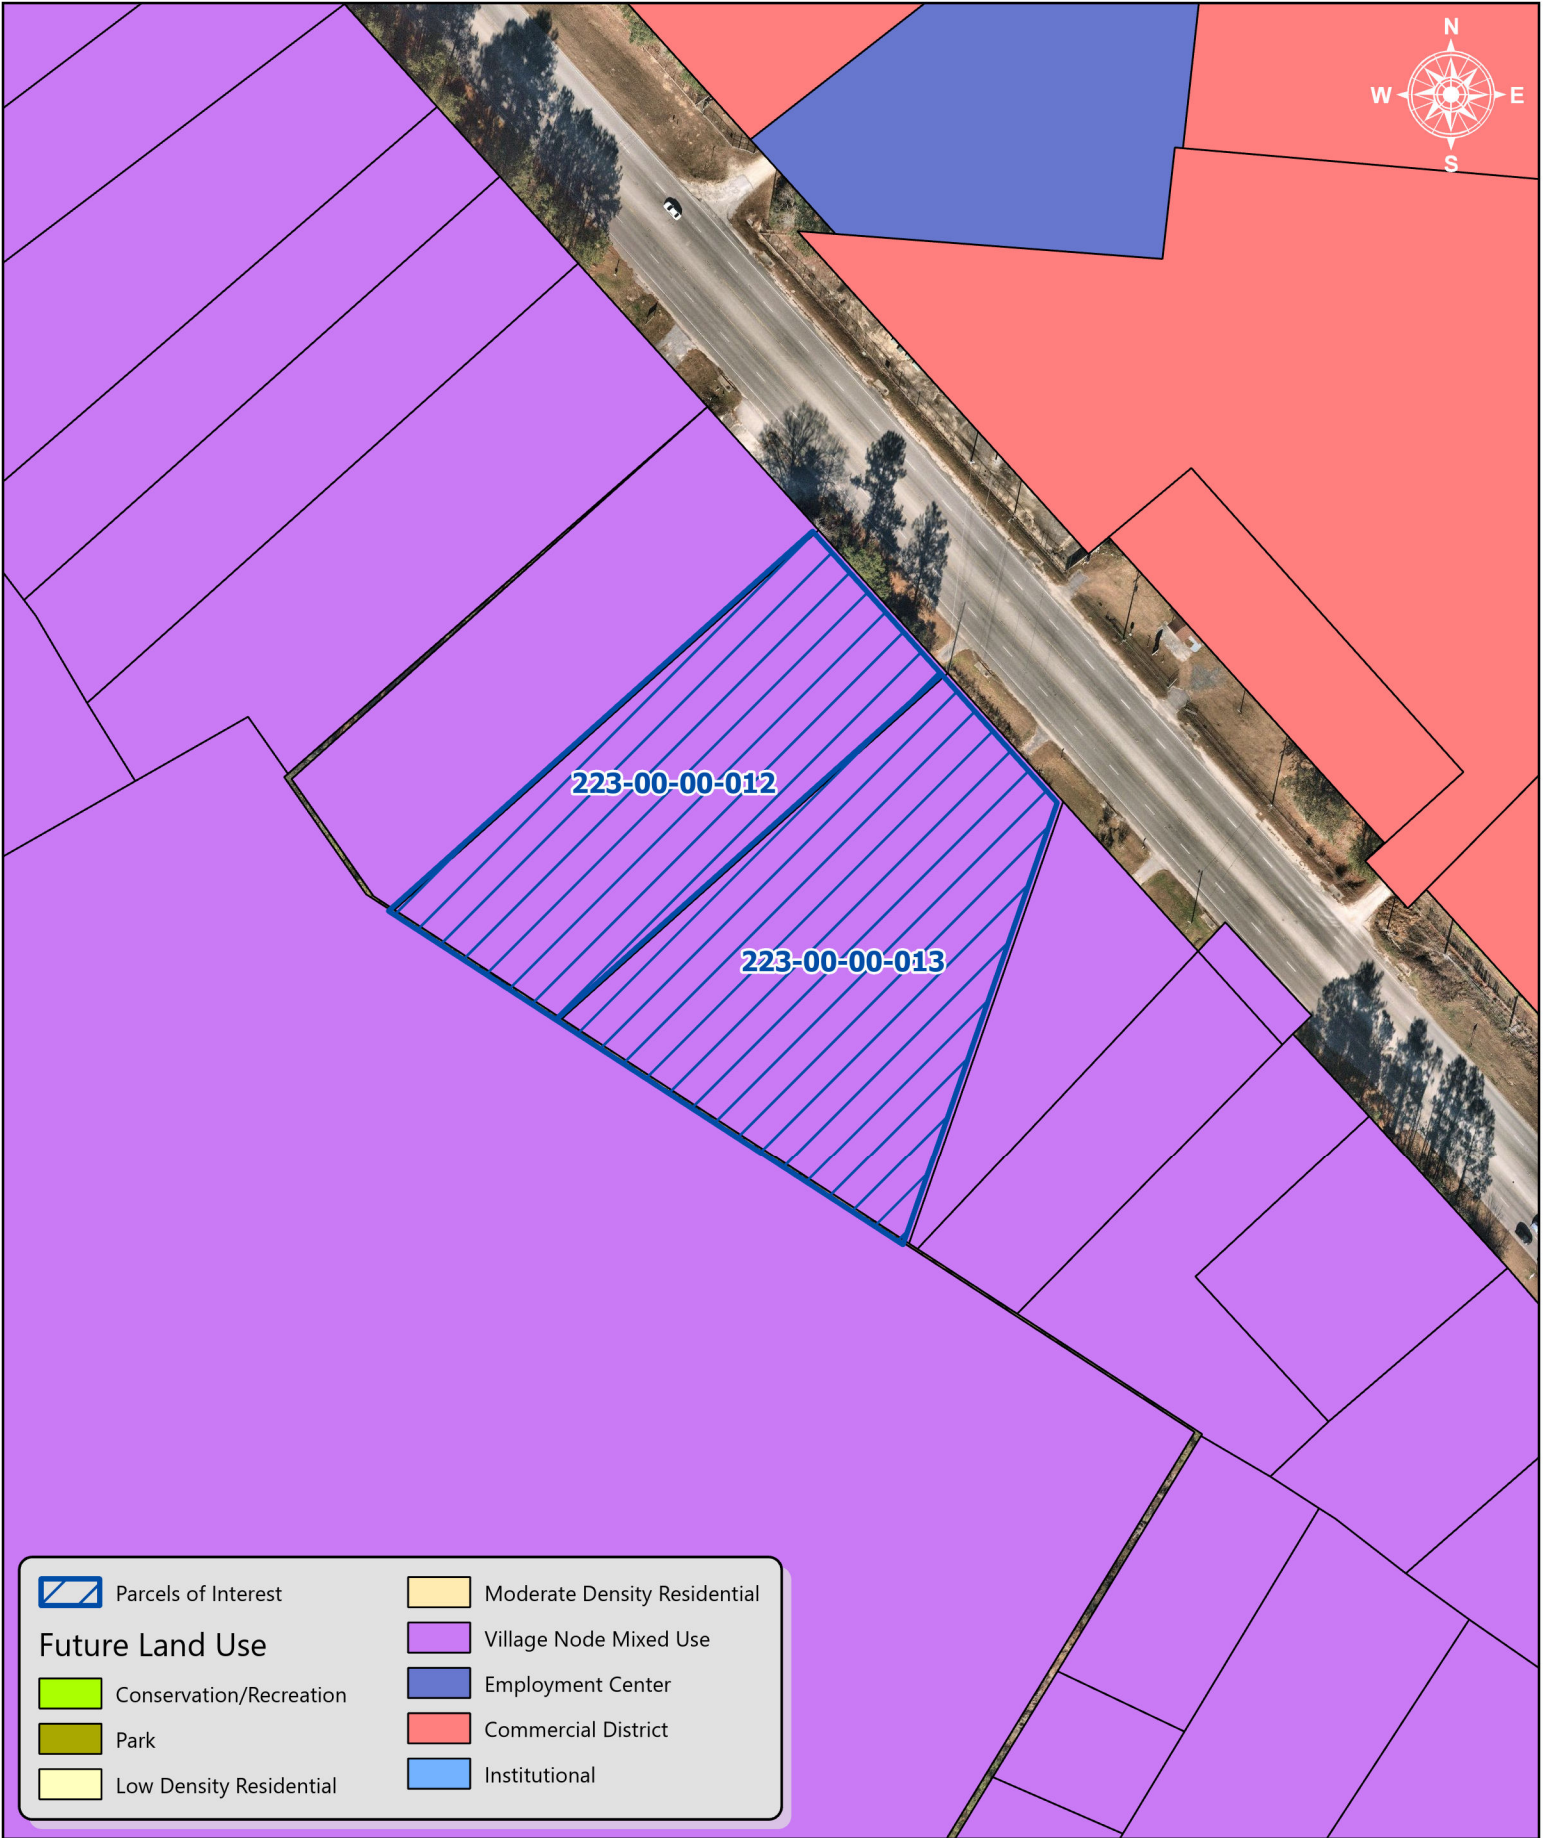 N
W E
S
223-00-00-012
223-00-00-013
Parcels of Interest
Future Land Use
Conservation/Recreation
Park
Low Density Residential
Moderate Density Residential
Village Node Mixed Use
Employment Center
Commercial District
Institutional